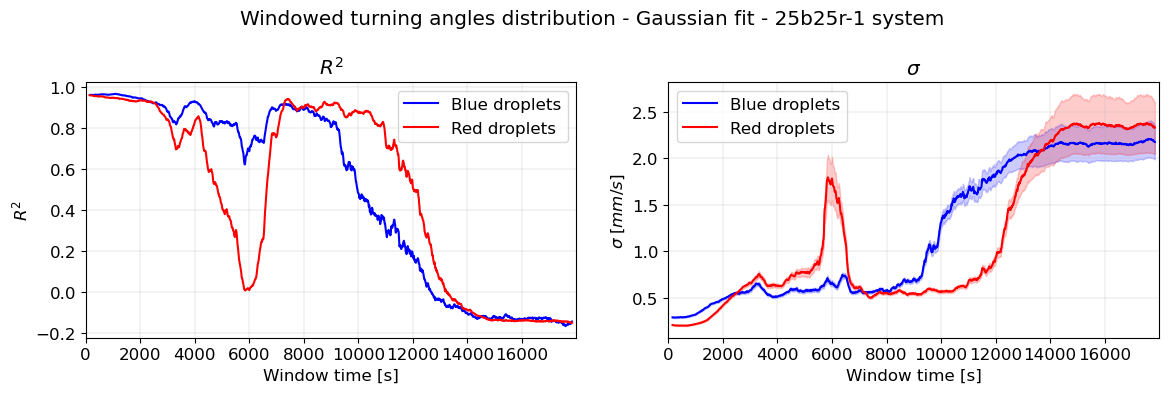 Windowed turning angles distribution - Gaussian fit - 25b25r-1 system
R²
1.0
0.8
0.6
0.4
0.2
0.0
−0.2
R²
0 2000 4000 6000 8000 10000 12000 14000 16000
Window time [s]
Blue droplets
Red droplets
σ
2.5
2.0
1.5
1.0
0.5
σ [mm/s]
0 2000 4000 6000 8000 10000 12000 14000 16000
Window time [s]
Blue droplets
Red droplets